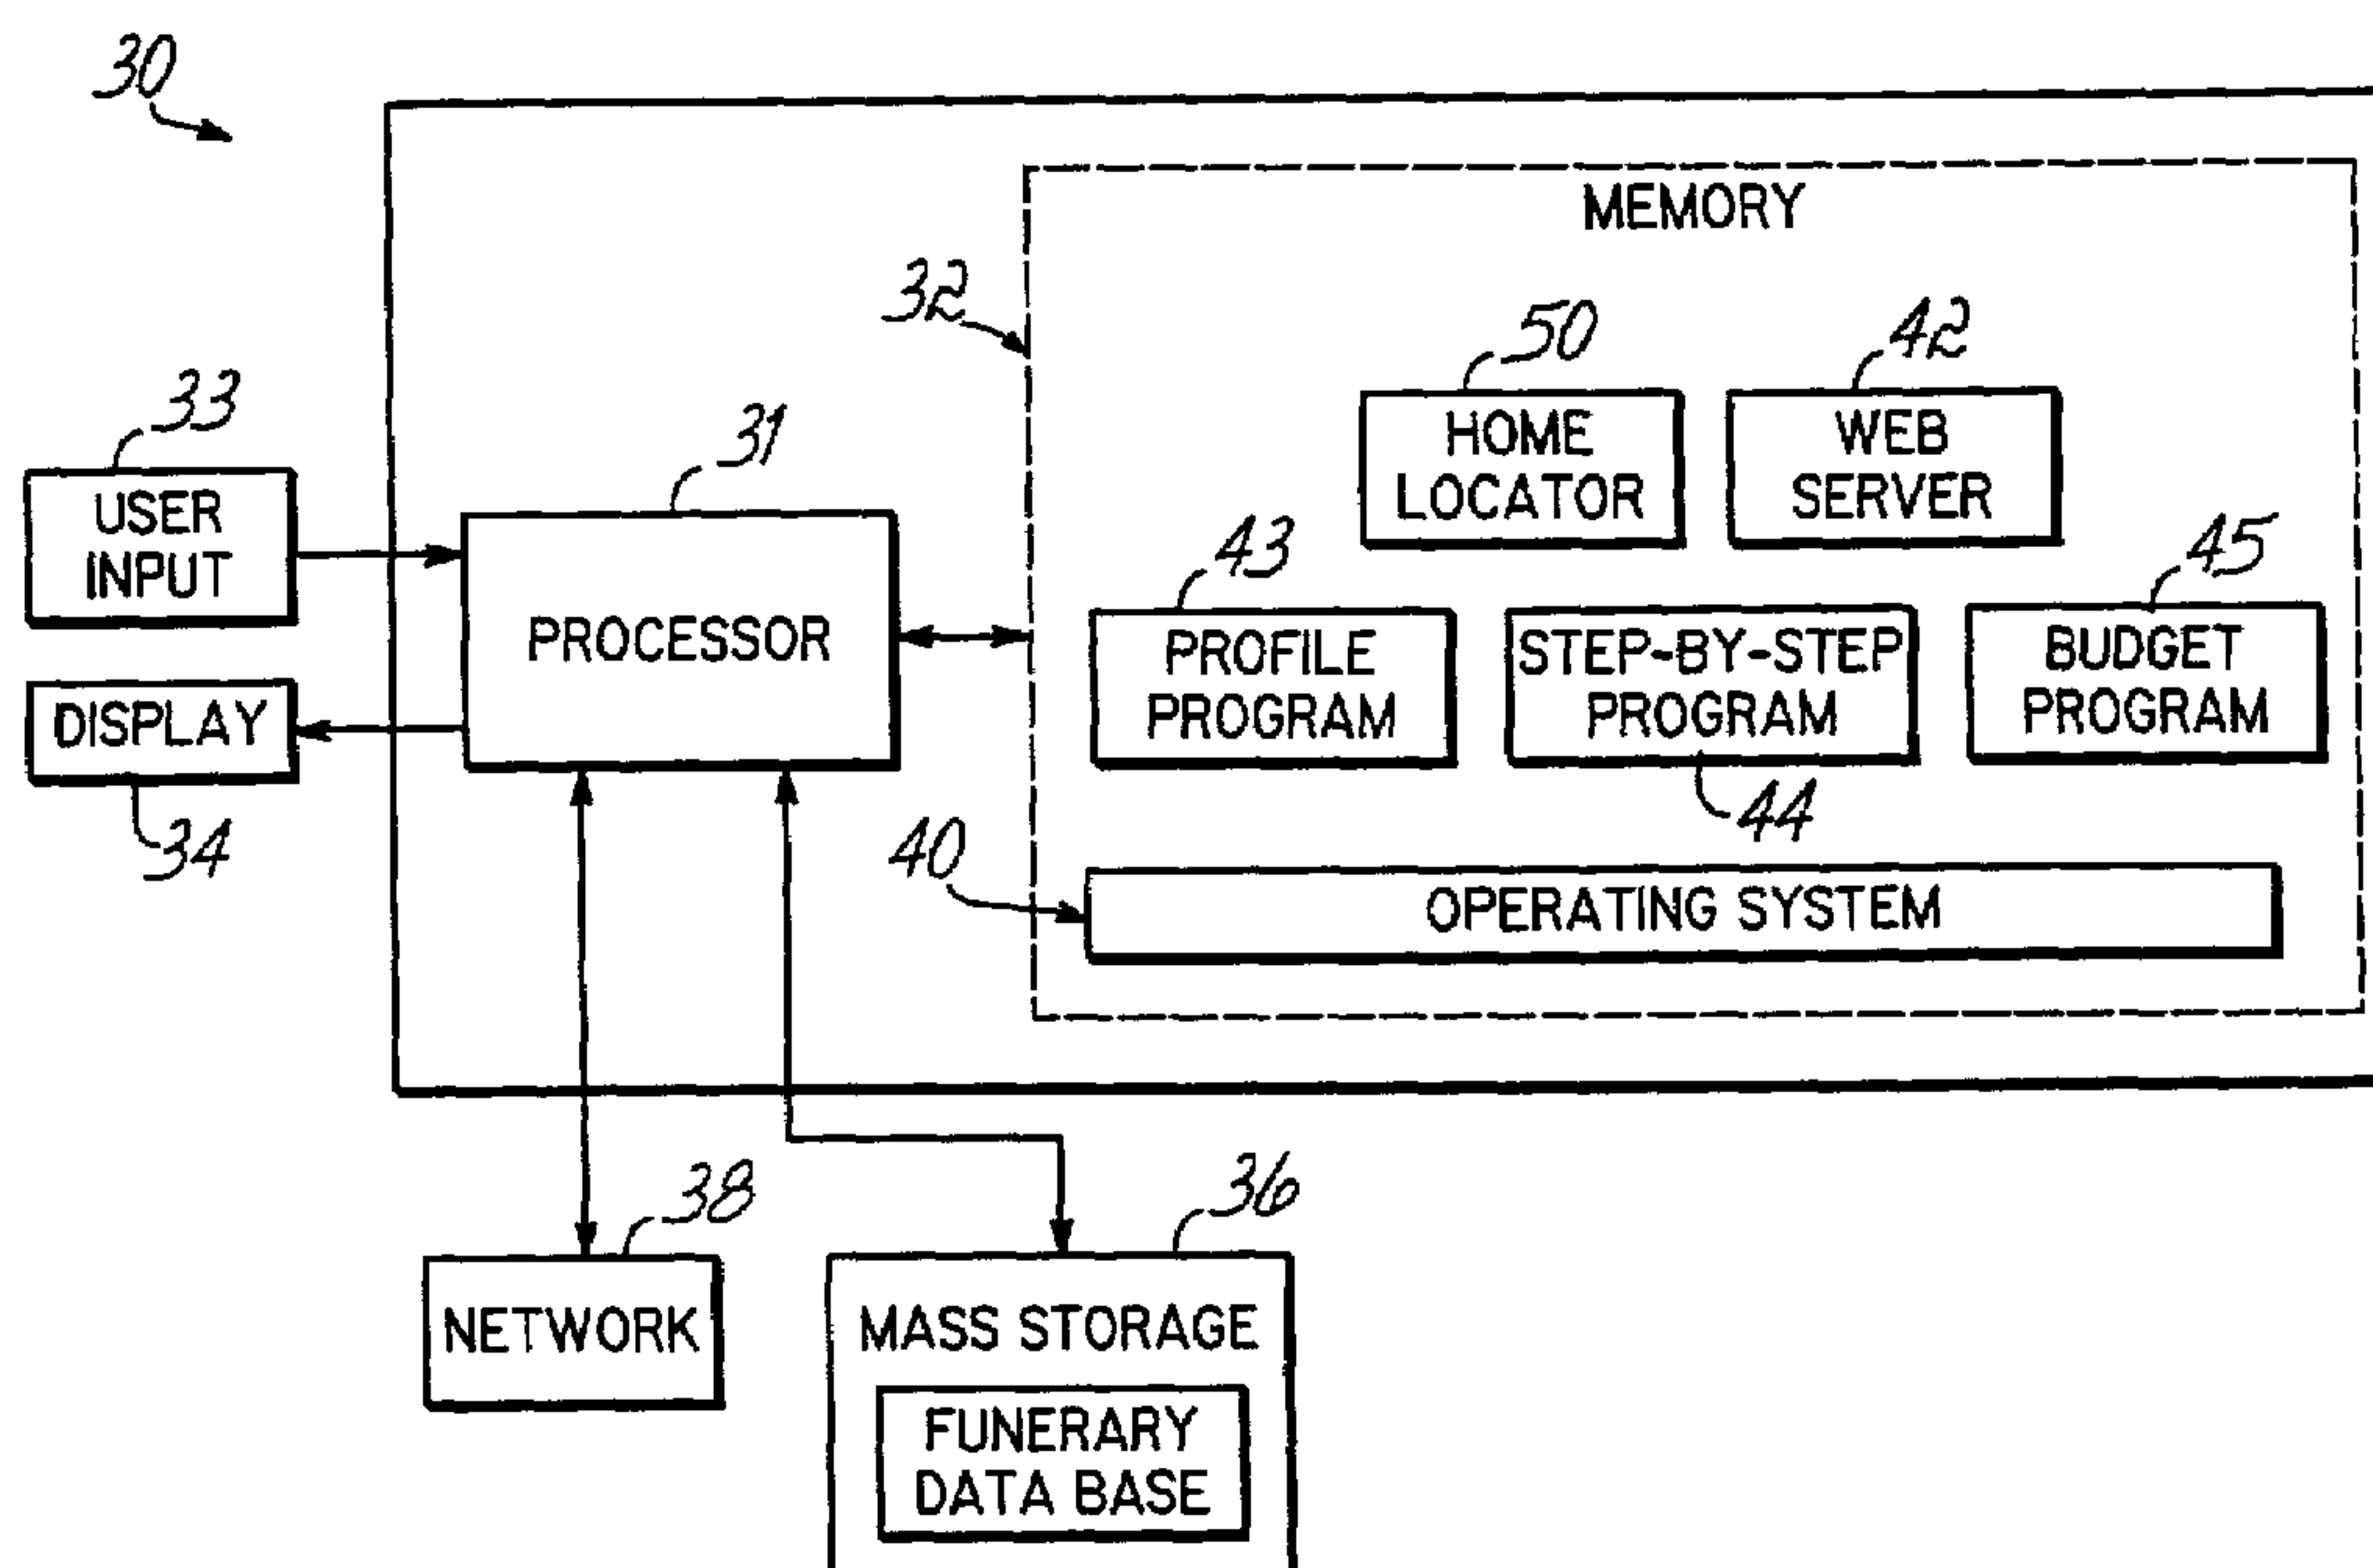 30
MEMORY
32
50
42
HOME
LOCATOR
WEB
SERVER
33
USER
INPUT
31
PROCESSOR
43
PROFILE
PROGRAM
STEP-BY-STEP
PROGRAM
44
45
BUDGET
PROGRAM
DISPLAY
34
40
OPERATING SYSTEM
38
NETWORK
36
MASS STORAGE
FUNERARY
DATA BASE